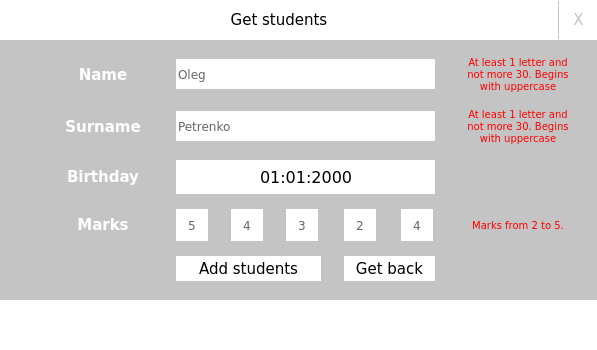 Get students X
Name Oleg At least 1 letter and
not more 30. Begins
with uppercase
Surname Petrenko At least 1 letter and
not more 30. Begins
with uppercase
Birthday 01:01:2000
Marks 5 4 3 2 4 Marks from 2 to 5.
Add students Get back